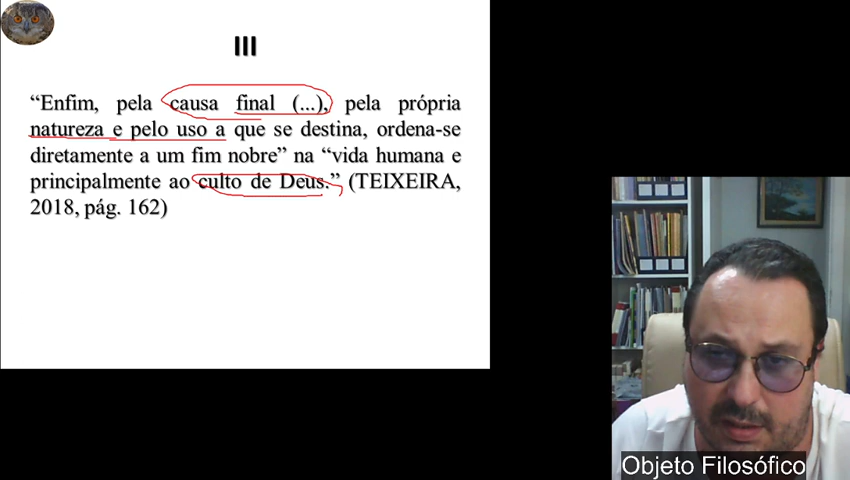 III
“Enfim, pela causa final (...), pela própria
natureza e pelo uso a que se destina, ordena-se
diretamente a um fim nobre” na “vida humana e
principalmente ao culto de Deus.” (TEIXEIRA,
2018, pág. 162)
Objeto Filosófico